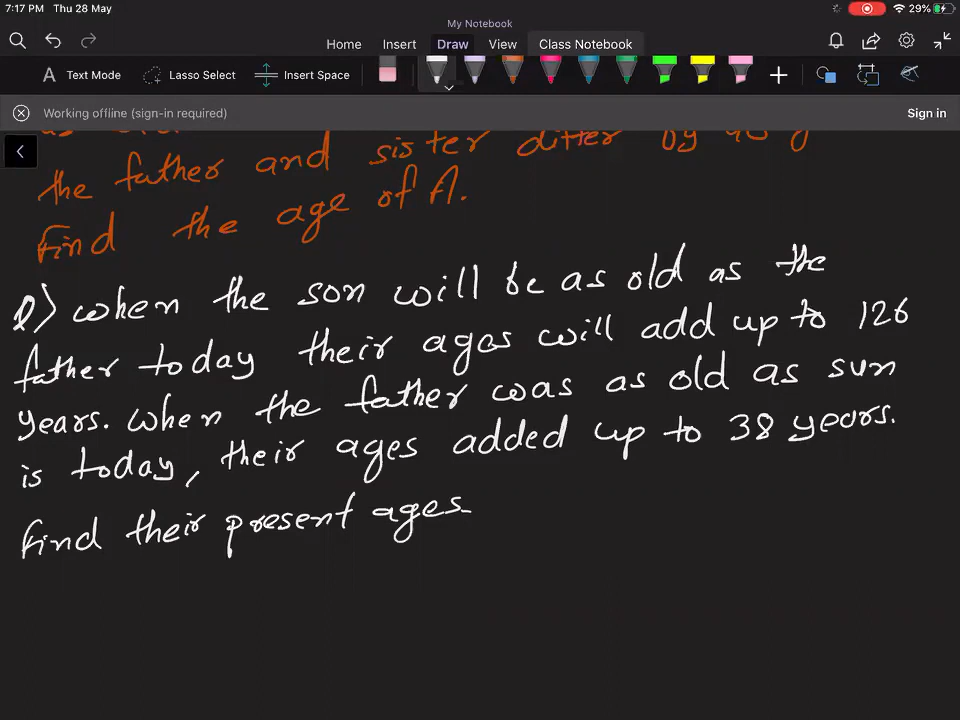 7:17 PM Thu 28 May
29%
My Notebook
Home Insert Draw View Class Notebook
Text Mode Lasso Select Insert Space
Working offline (sign-in required) Sign in
the father and sister differ by
Find the age of A.
Q) when the son will be as old as the
father today their ages will add up to 126
years. when the father was as old as sun
is today, their ages added up to 38 years.
Find their present ages